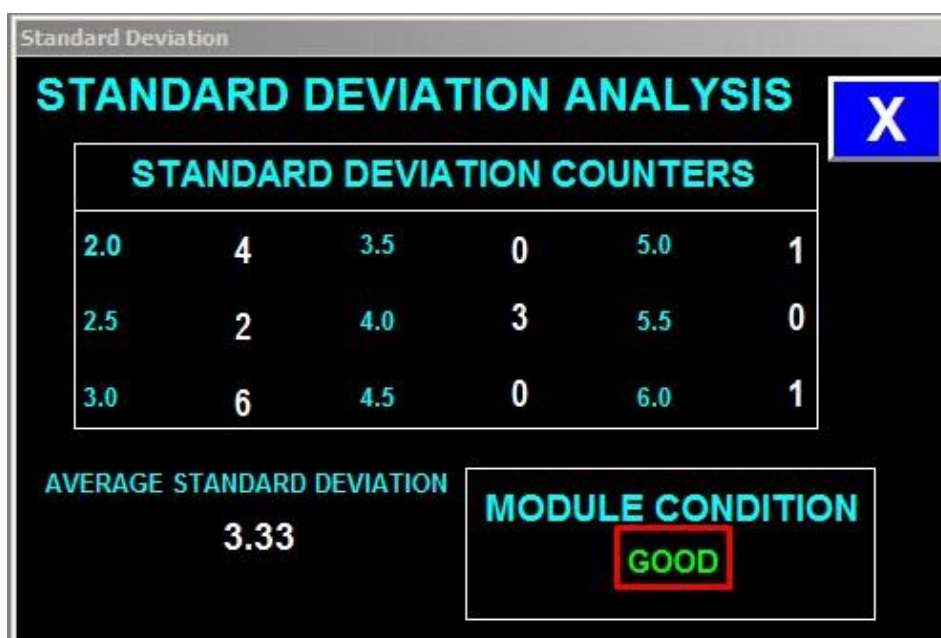 Standard Deviation
STANDARD DEVIATION ANALYSIS
X
STANDARD DEVIATION COUNTERS
2.0 4 3.5 0 5.0 1
2.5 2 4.0 3 5.5 0
3.0 6 4.5 0 6.0 1
AVERAGE STANDARD DEVIATION
3.33
MODULE CONDITION
GOOD